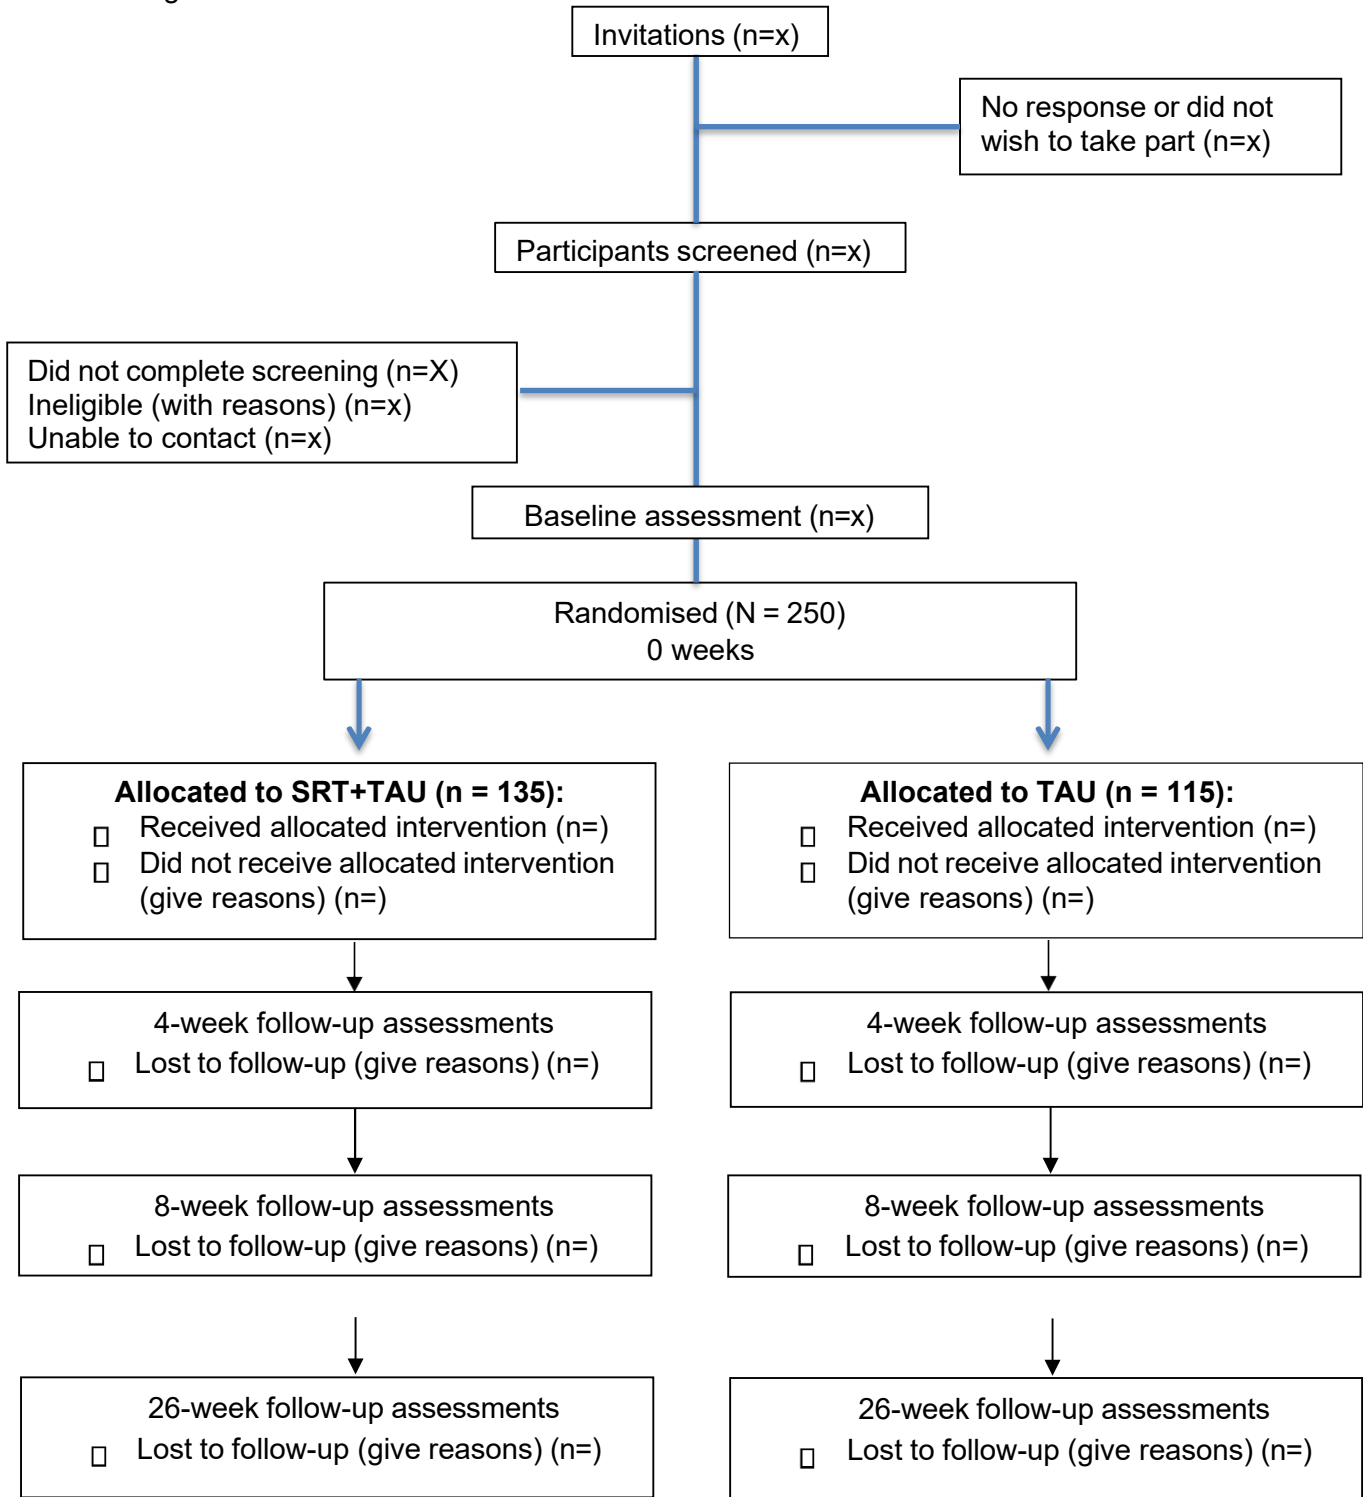 Invitations (n=x)
No response or did not
wish to take part (n=x)
Participants screened (n=x)
Did not complete screening (n=X)
Ineligible (with reasons) (n=x)
Unable to contact (n=x)
Baseline assessment (n=x)
Randomised (N = 250)
0 weeks
Allocated to SRT+TAU (n = 135):
Received allocated intervention (n=)
Did not receive allocated intervention
(give reasons) (n=)
Allocated to TAU (n = 115):
Received allocated intervention (n=)
Did not receive allocated intervention
(give reasons) (n=)
4-week follow-up assessments
Lost to follow-up (give reasons) (n=)
4-week follow-up assessments
Lost to follow-up (give reasons) (n=)
8-week follow-up assessments
Lost to follow-up (give reasons) (n=)
8-week follow-up assessments
Lost to follow-up (give reasons) (n=)
26-week follow-up assessments
Lost to follow-up (give reasons) (n=)
26-week follow-up assessments
Lost to follow-up (give reasons) (n=)